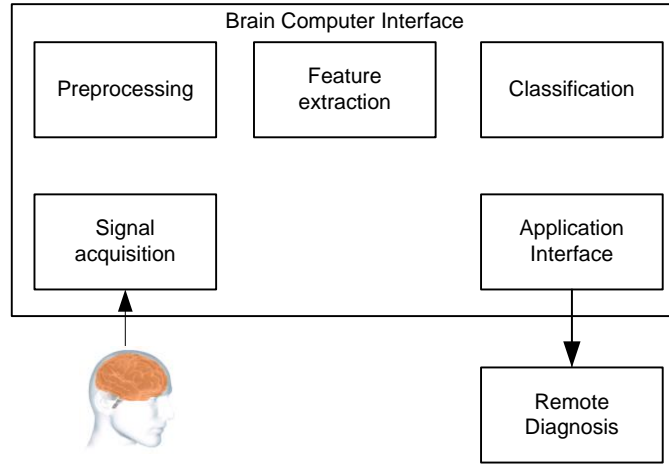 Brain Computer Interface
Preprocessing
Feature
extraction
Classification
Signal
acquisition
Application
Interface
Remote
Diagnosis